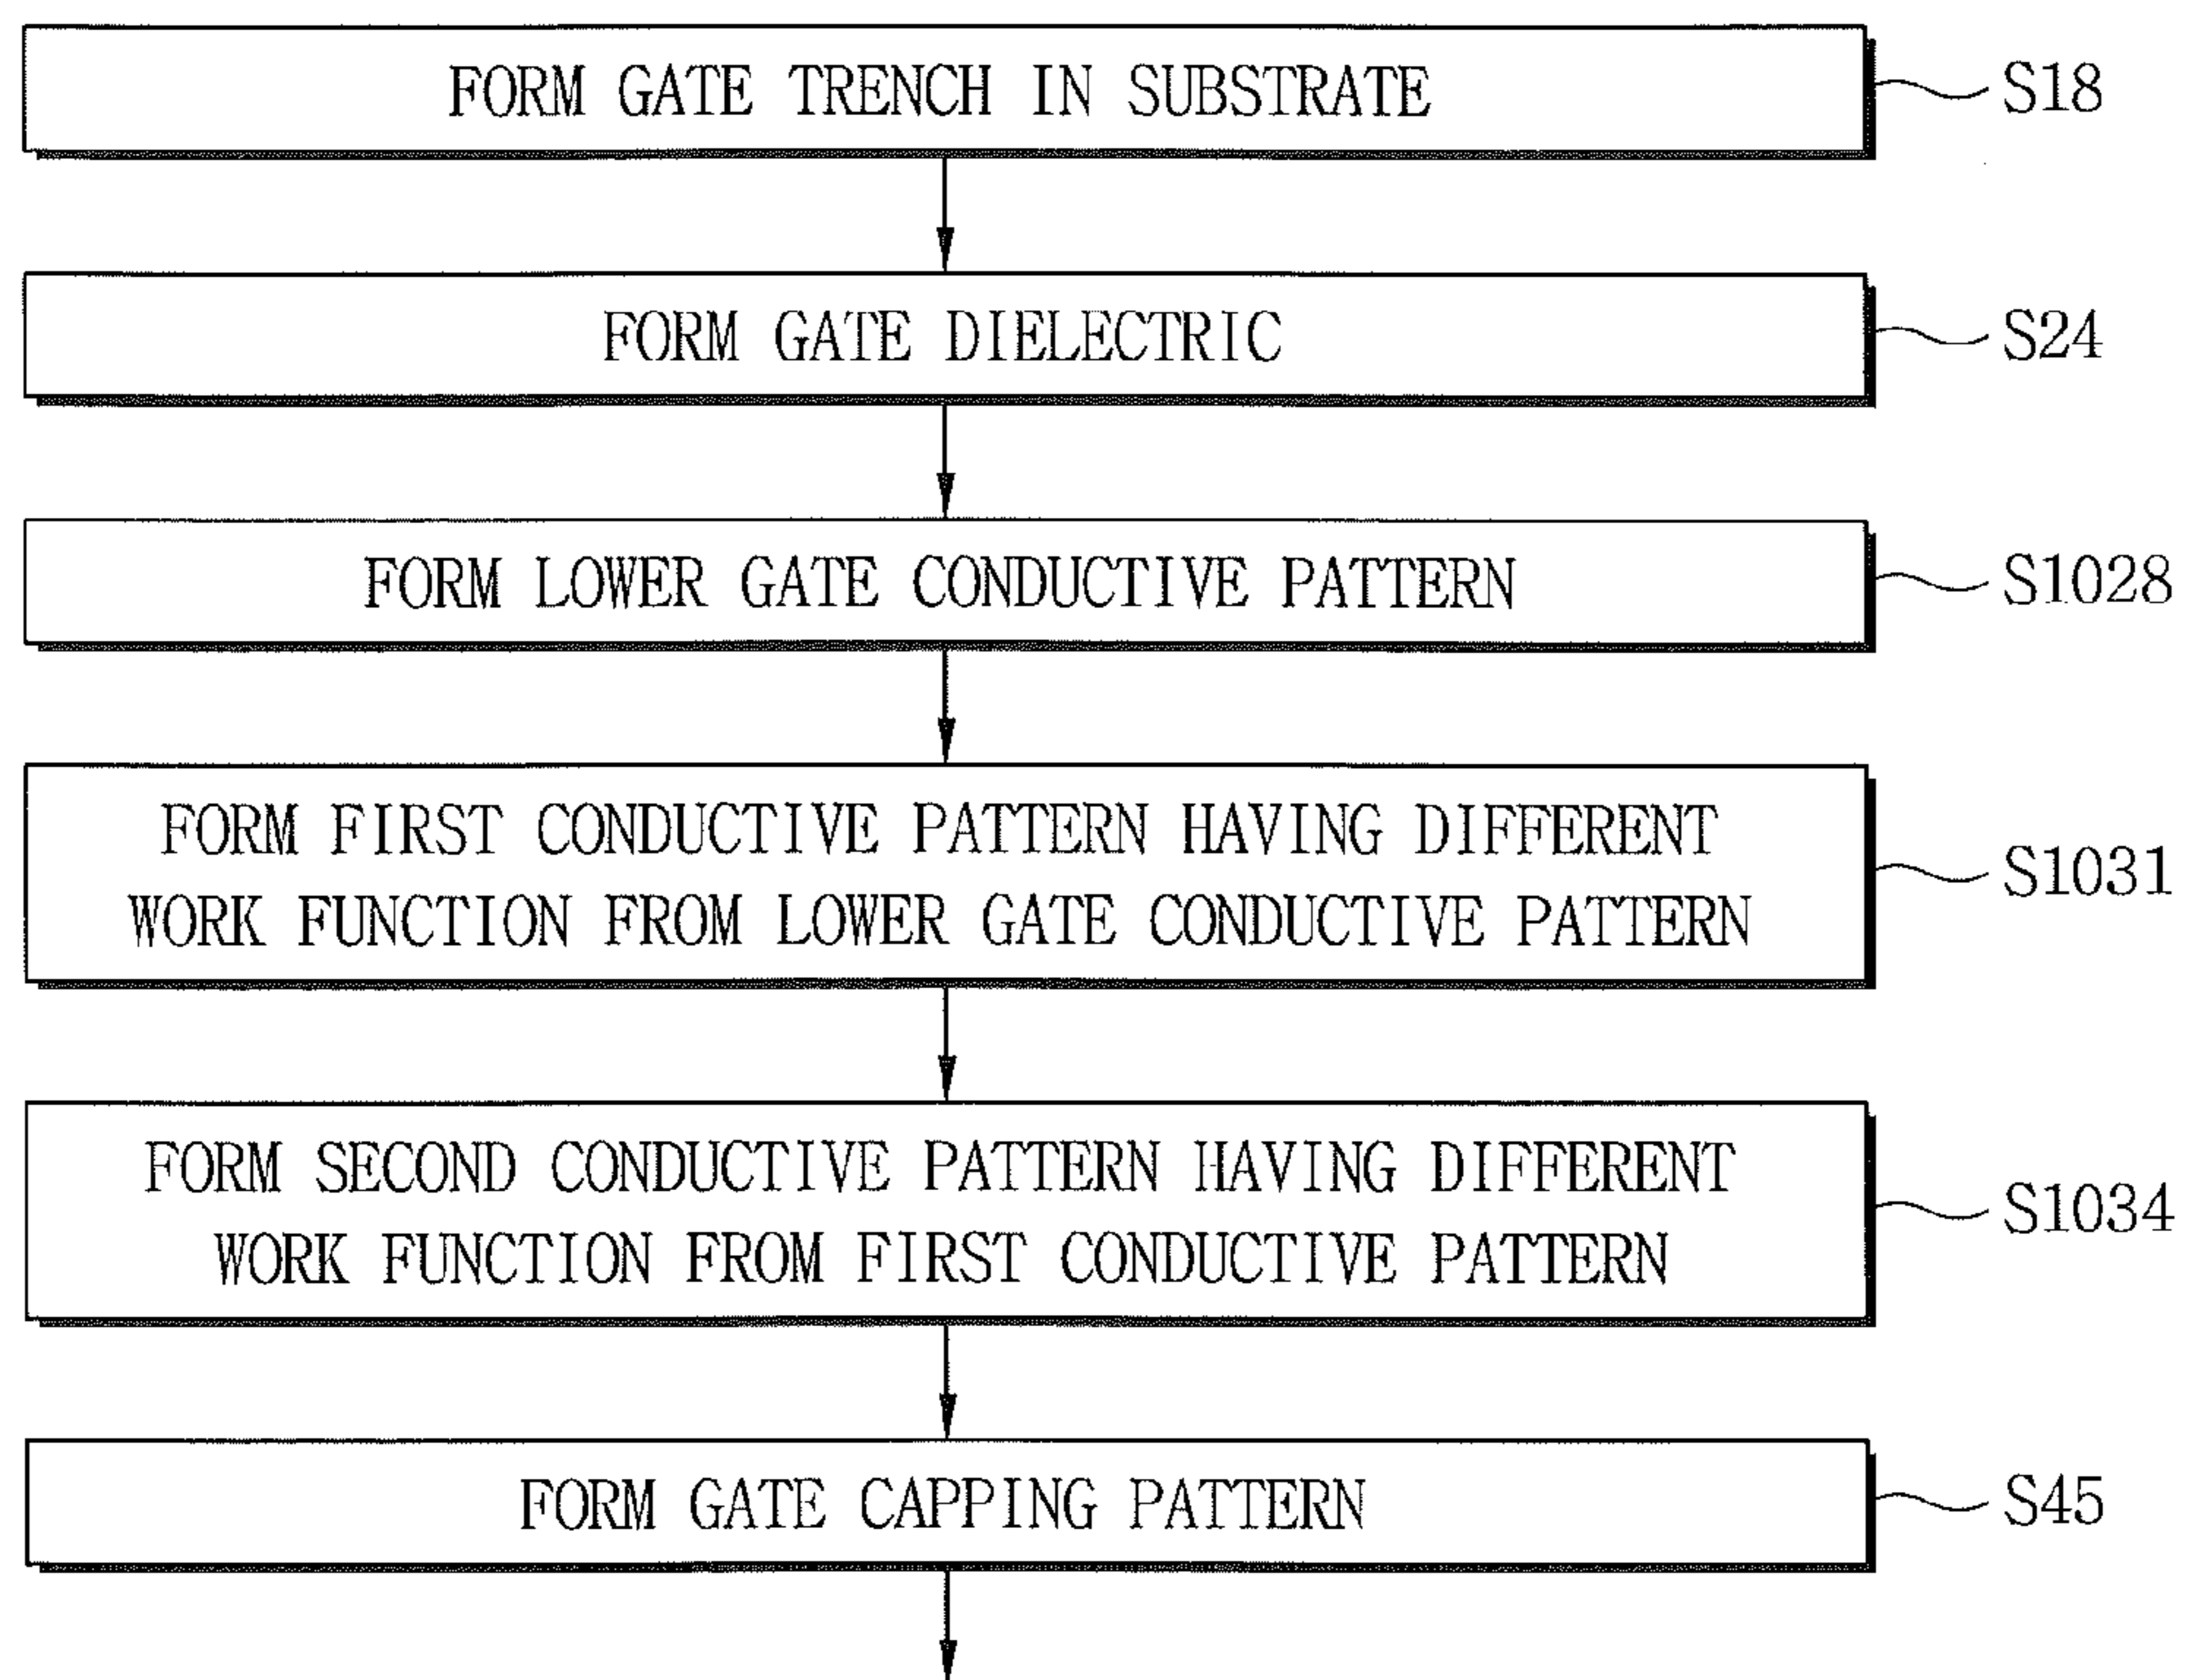 FORM GATE TRENCH IN SUBSTRATE
S18
FORM GATE DIELECTRIC
S24
FORM LOWER GATE CONDUCTIVE PATTERN
S1028
FORM FIRST CONDUCTIVE PATTERN HAVING DIFFERENT
WORK FUNCTION FROM LOWER GATE CONDUCTIVE PATTERN
S1031
FORM SECOND CONDUCTIVE PATTERN HAVING DIFFERENT
WORK FUNCTION FROM FIRST CONDUCTIVE PATTERN
S1034
FORM GATE CAPPING PATTERN
S45